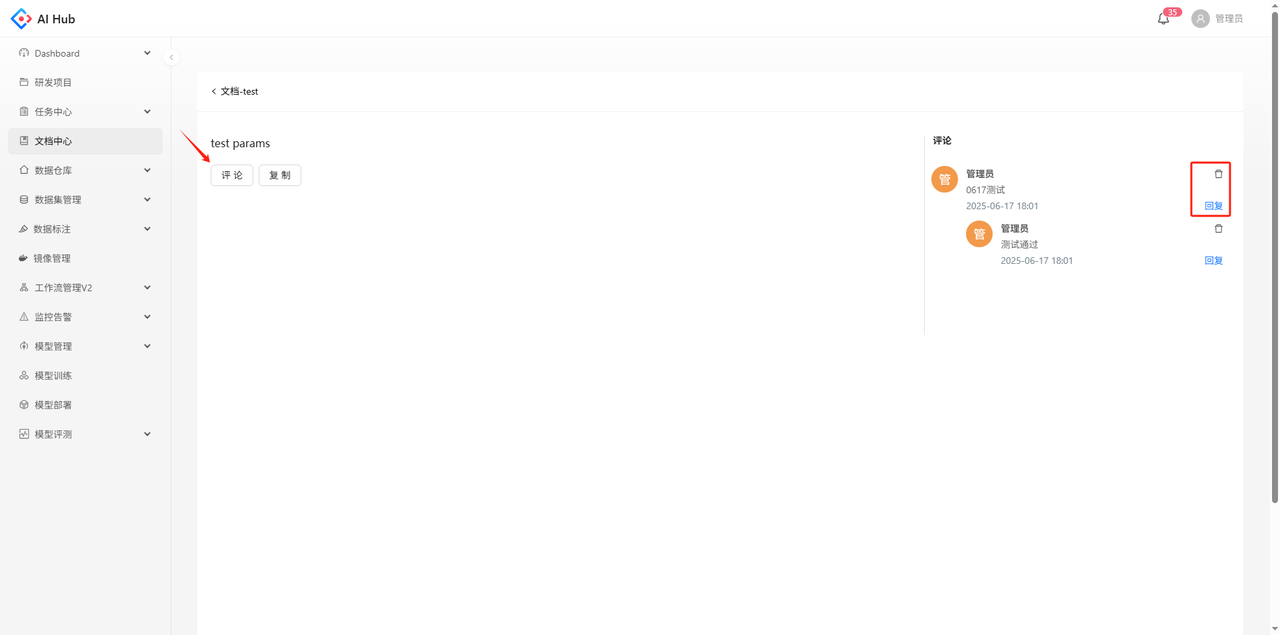 AI Hub
35
管理员
Dashboard
研发项目
任务中心
文档中心
数据仓库
数据集管理
数据标注
镜像管理
工作流管理V2
监控告警
模型管理
模型训练
模型部署
模型评测
文档-test
test params
评 论
复 制
评论
管
管理员
0617测试
2025-06-17 18:01
回复
管
管理员
测试通过
2025-06-17 18:01
回复